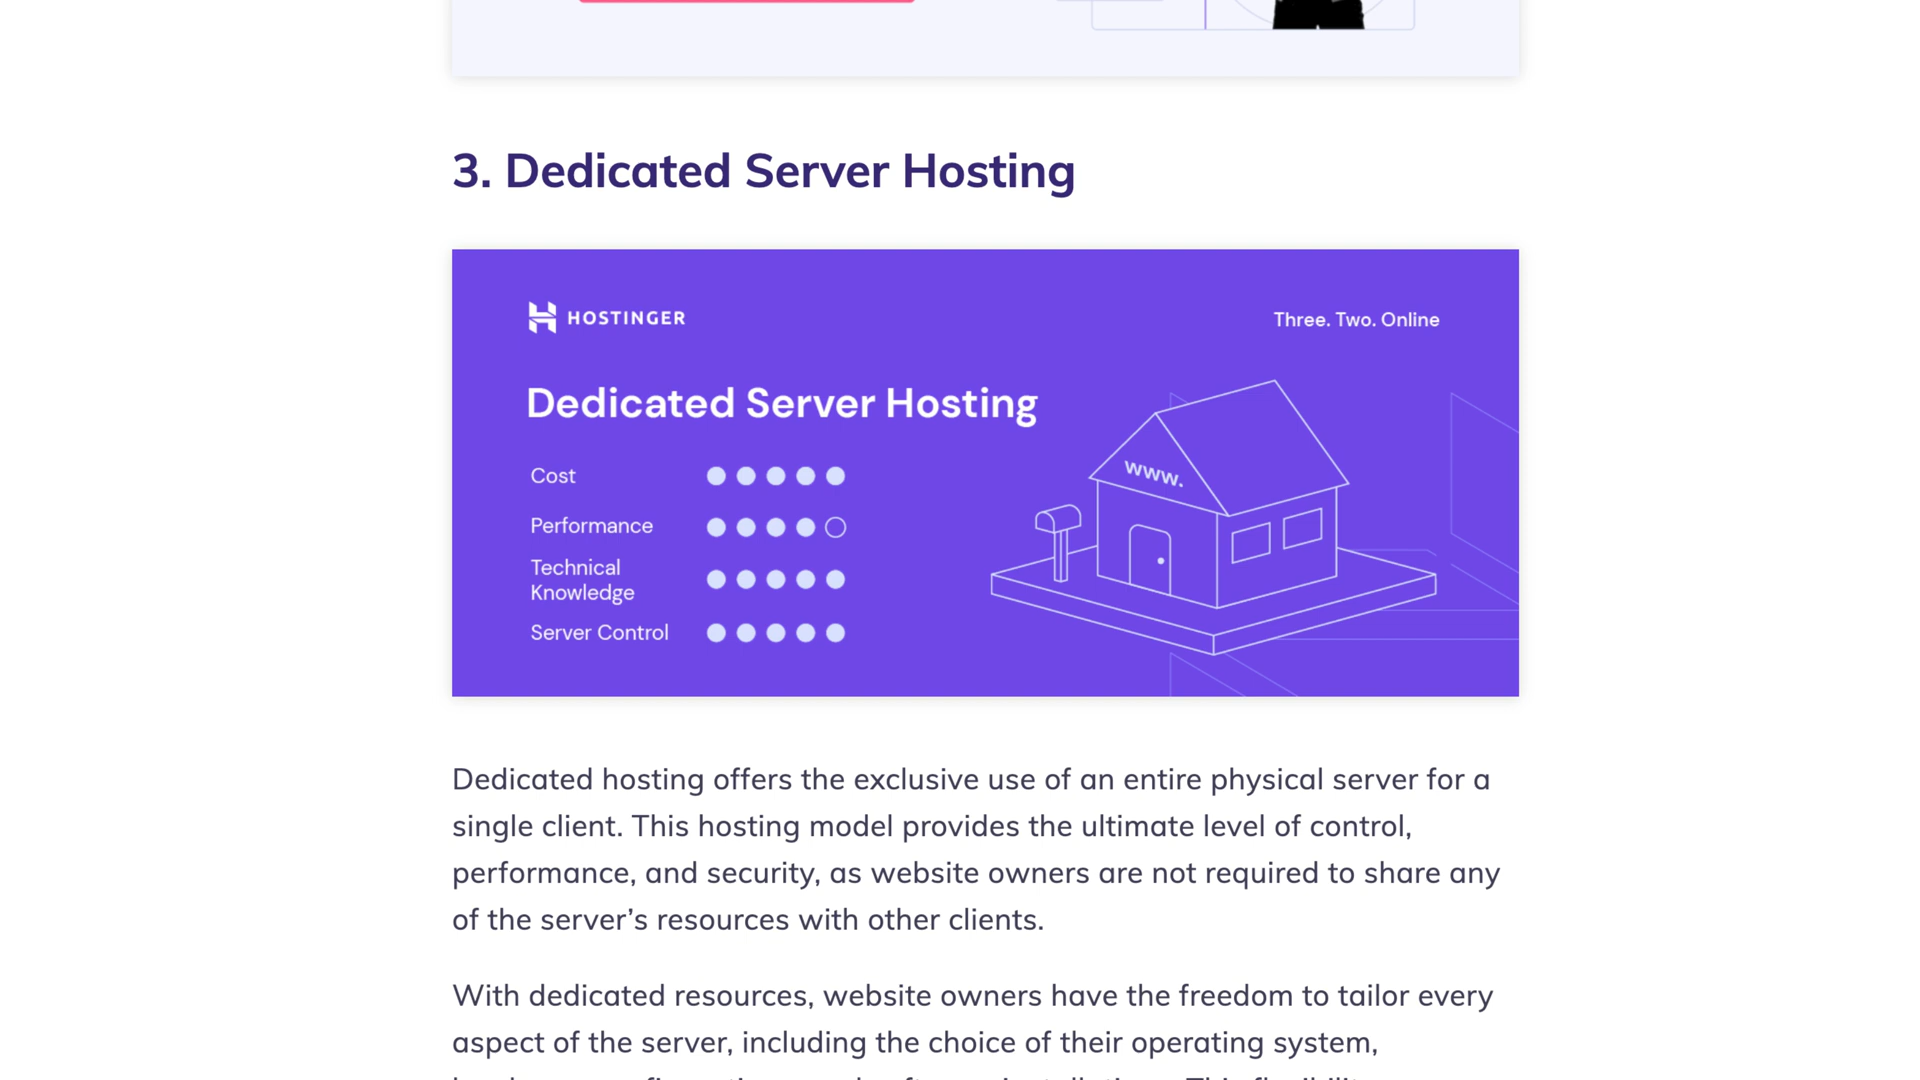 3. Dedicated Server Hosting
HOSTINGER
Three. Two. Online
Dedicated Server Hosting
Cost
Performance
Technical
Knowledge
Server Control
www.
Dedicated hosting offers the exclusive use of an entire physical server for a
single client. This hosting model provides the ultimate level of control,
performance, and security, as website owners are not required to share any
of the server’s resources with other clients.
With dedicated resources, website owners have the freedom to tailor every
aspect of the server, including the choice of their operating system,